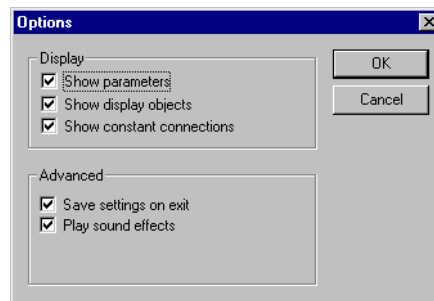 Options
Display
Show parameters
Show display objects
Show constant connections
OK
Cancel
Advanced
Save settings on exit
Play sound effects